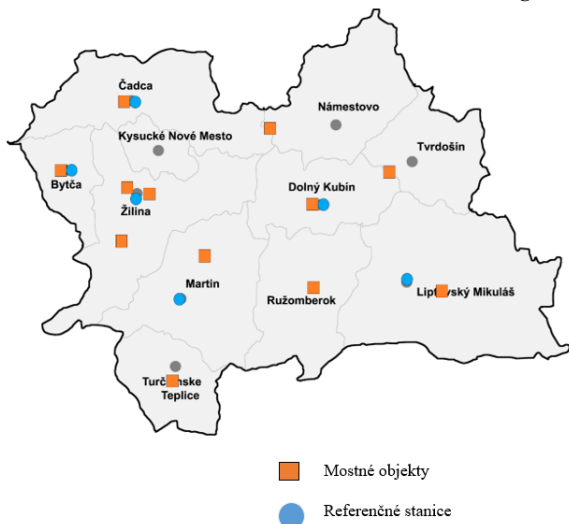 Čadca
Námestovo
Kysucké Nové Mesto
Tvrdošín
Bytča
Dolný Kubín
Žilina
Martin
Ružomberok
Liptovský Mikuláš
Turčianske
Teplice
Mostné objekty
Referenčné stanice